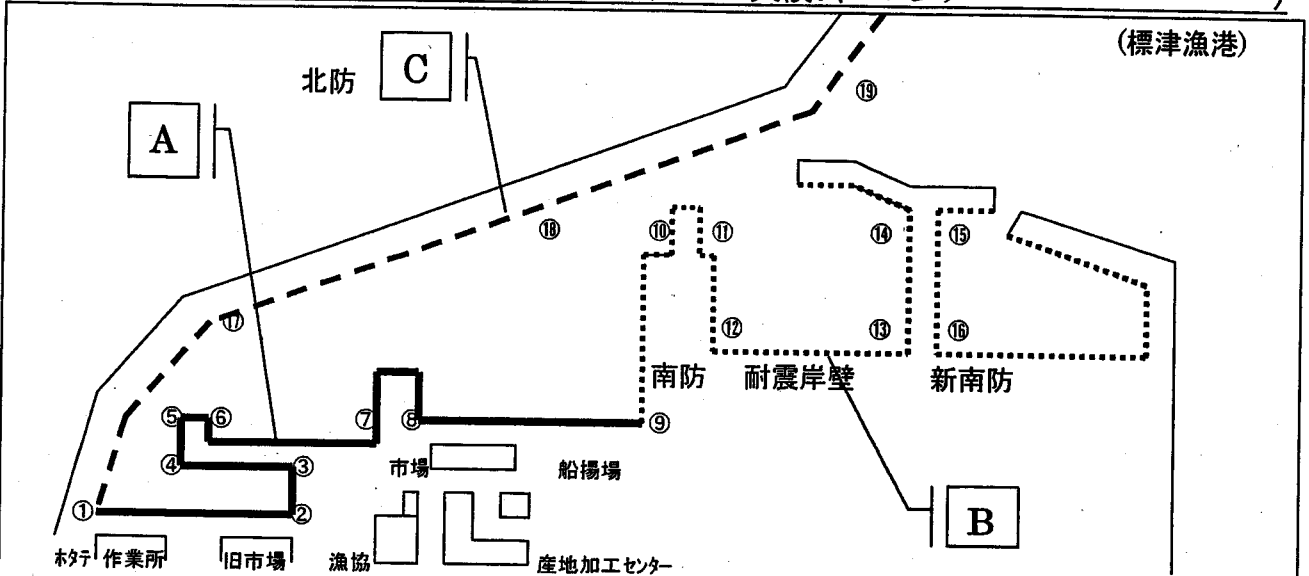 (標津漁港)
北防
C
A
⑲
⑱
⑩
⑪
⑭
⑮
⑰
⑫
⑬
⑯
南防
耐震岸壁
新南防
⑤
⑥
⑦
⑧
⑨
④
③
市場
船揚場
①
②
B
ホタテ
作業所
旧市場
漁協
産地加工センター